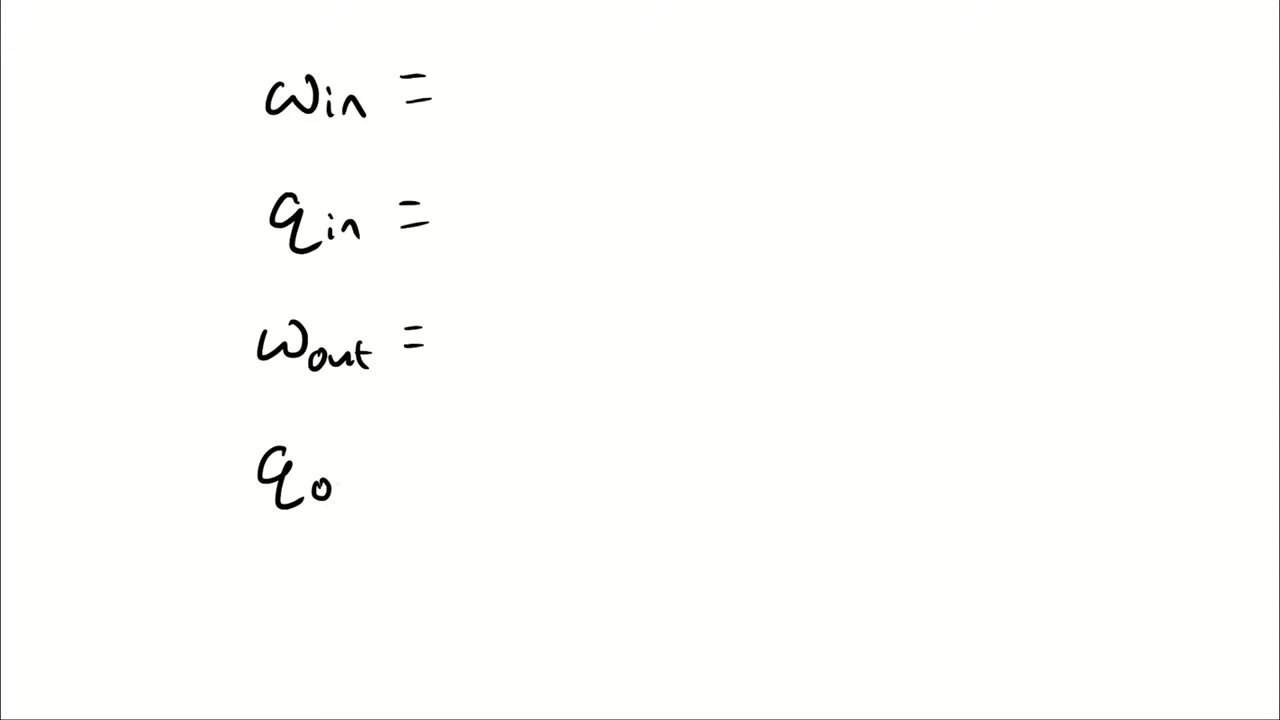 win =
qin =
wout =
qo